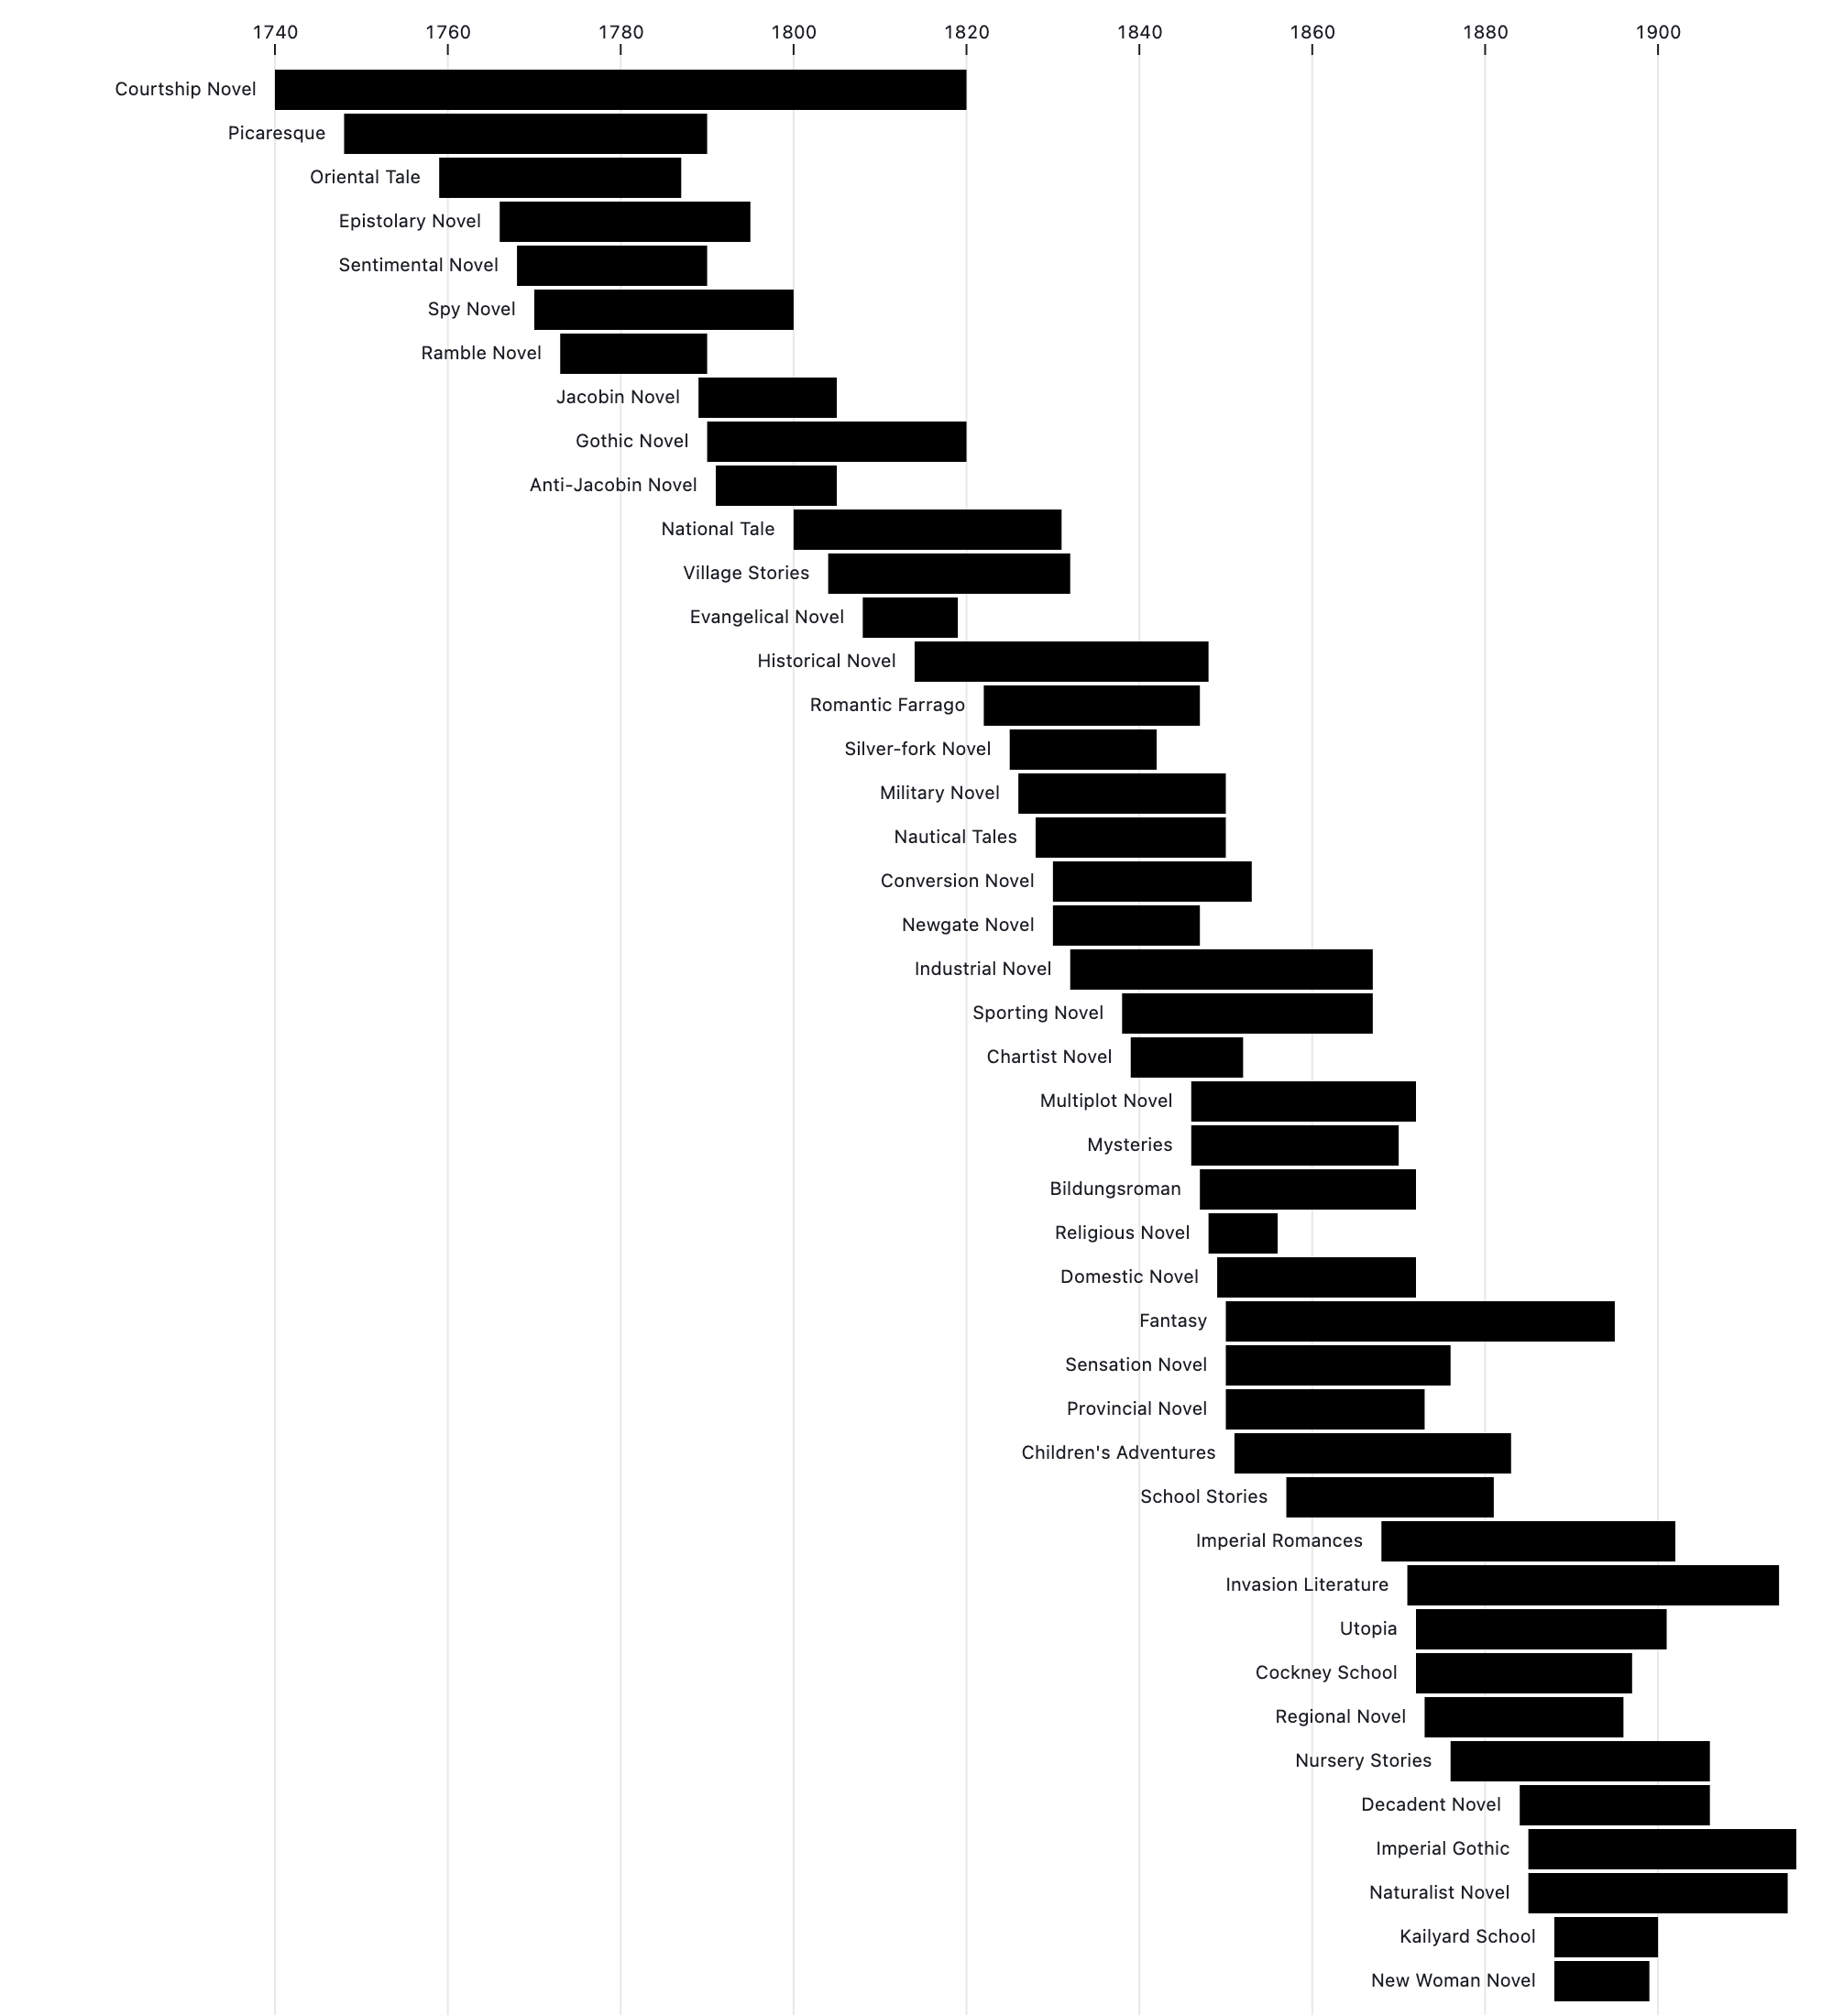 1740 1760 1780 1800 1820 1840 1860 1880 1900
Courtship Novel
Picaresque
Oriental Tale
Epistolary Novel
Sentimental Novel
Spy Novel
Ramble Novel
Jacobin Novel
Gothic Novel
Anti-Jacobin Novel
National Tale
Village Stories
Evangelical Novel
Historical Novel
Romantic Farrago
Silver-fork Novel
Military Novel
Nautical Tales
Conversion Novel
Newgate Novel
Industrial Novel
Sporting Novel
Chartist Novel
Multiplot Novel
Mysteries
Bildungsroman
Religious Novel
Domestic Novel
Fantasy
Sensation Novel
Provincial Novel
Children's Adventures
School Stories
Imperial Romances
Invasion Literature
Utopia
Cockney School
Regional Novel
Nursery Stories
Decadent Novel
Imperial Gothic
Naturalist Novel
Kailyard School
New Woman Novel